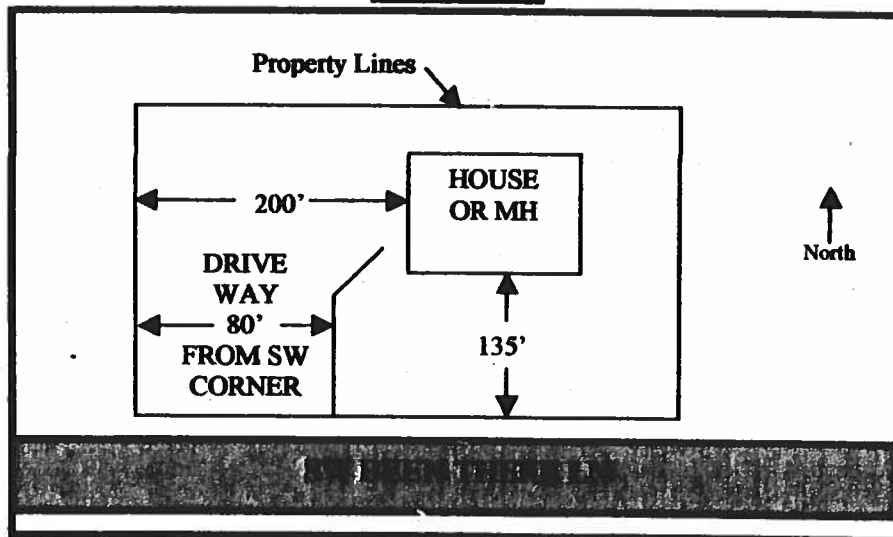 Property Lines
HOUSE
OR MH
200'
North
DRIVE
WAY
80'
FROM SW
CORNER
135'